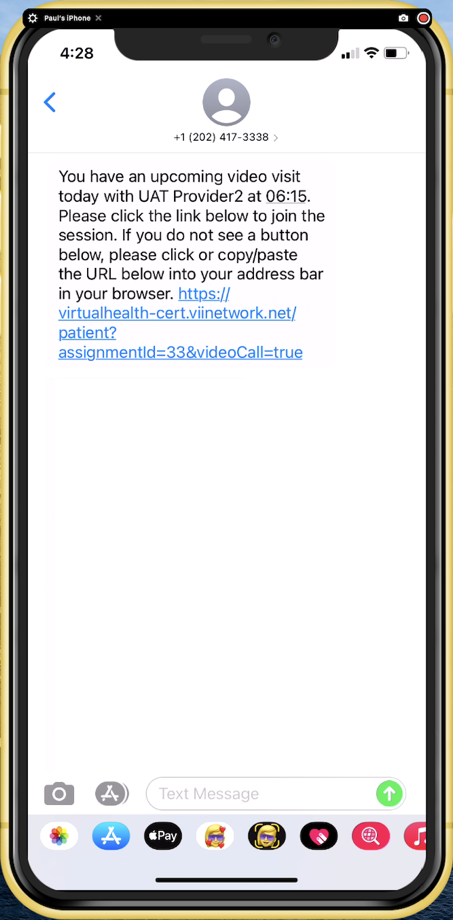 Paul's iPhone
4:28
+1 (202) 417-3338
You have an upcoming video visit
today with UAT Provider2 at 06:15.
Please click the link below to join the
session. If you do not see a button
below, please click or copy/paste
the URL below into your address bar
in your browser. https://
virtualhealth-cert.viinetwork.net/
patient?
assignmentId=33&videoCall=true
Text Message
Pay